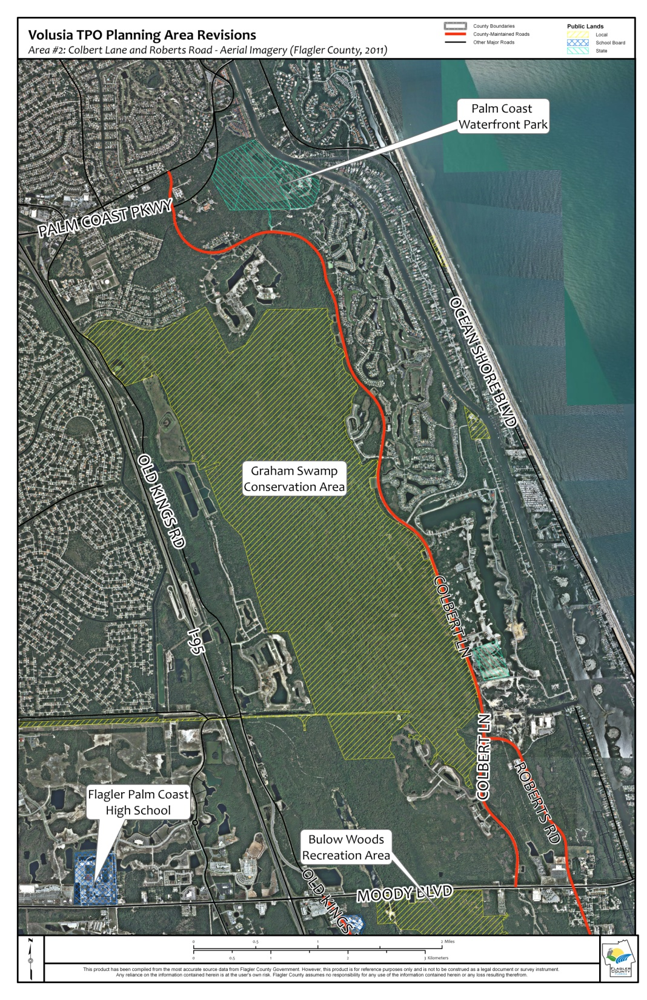 Volusia TPO Planning Area Revisions
Area #2: Colbert Lane and Roberts Road - Aerial Imagery (Flagler County, 2011)
County Boundaries
County-Maintained Roads
Other Major Roads
Public Lands
Local
School Board
State
Palm Coast
Waterfront Park
PALM COAST PKWY
OCEAN SHORE BLVD
Graham Swamp
Conservation Area
OLD KINGS RD
COLBERT LN
I-95
COLBERT LN
ROBERTS RD
Flagler Palm Coast
High School
Bulow Woods
Recreation Area
OLD KINGS
MOODY BLVD
N
0 0.5 1 2 Miles
0 0.5 1 2 3 Kilometers
This product has been compiled from the most accurate source data from Flagler County Government. However, this product is for reference purposes only and is not to be construed as a legal document or survey instrument.
Any reliance on the information contained herein is at the user's own risk. Flagler County assumes no responsibility for any use of the information contained herein or any loss resulting therefrom.
FLAGLER
COUNTY
FLORIDA